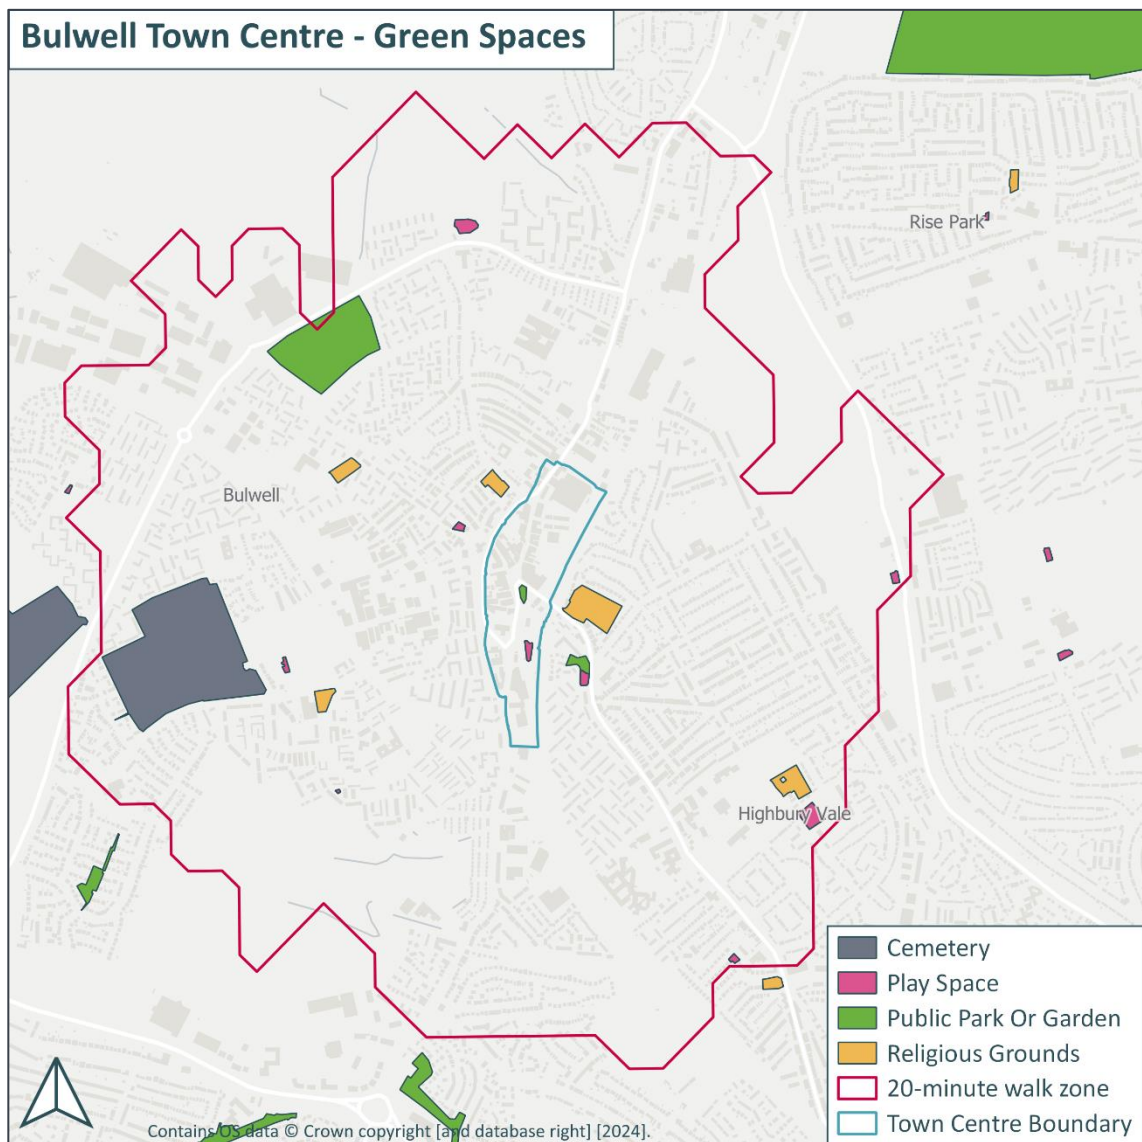 Bulwell Town Centre - Green Spaces
Rise Park
Bulwell
Highbury Vale
Cemetery
Play Space
Public Park Or Garden
Religious Grounds
20-minute walk zone
Town Centre Boundary
Contains OS data © Crown copyright [and database right] [2024].